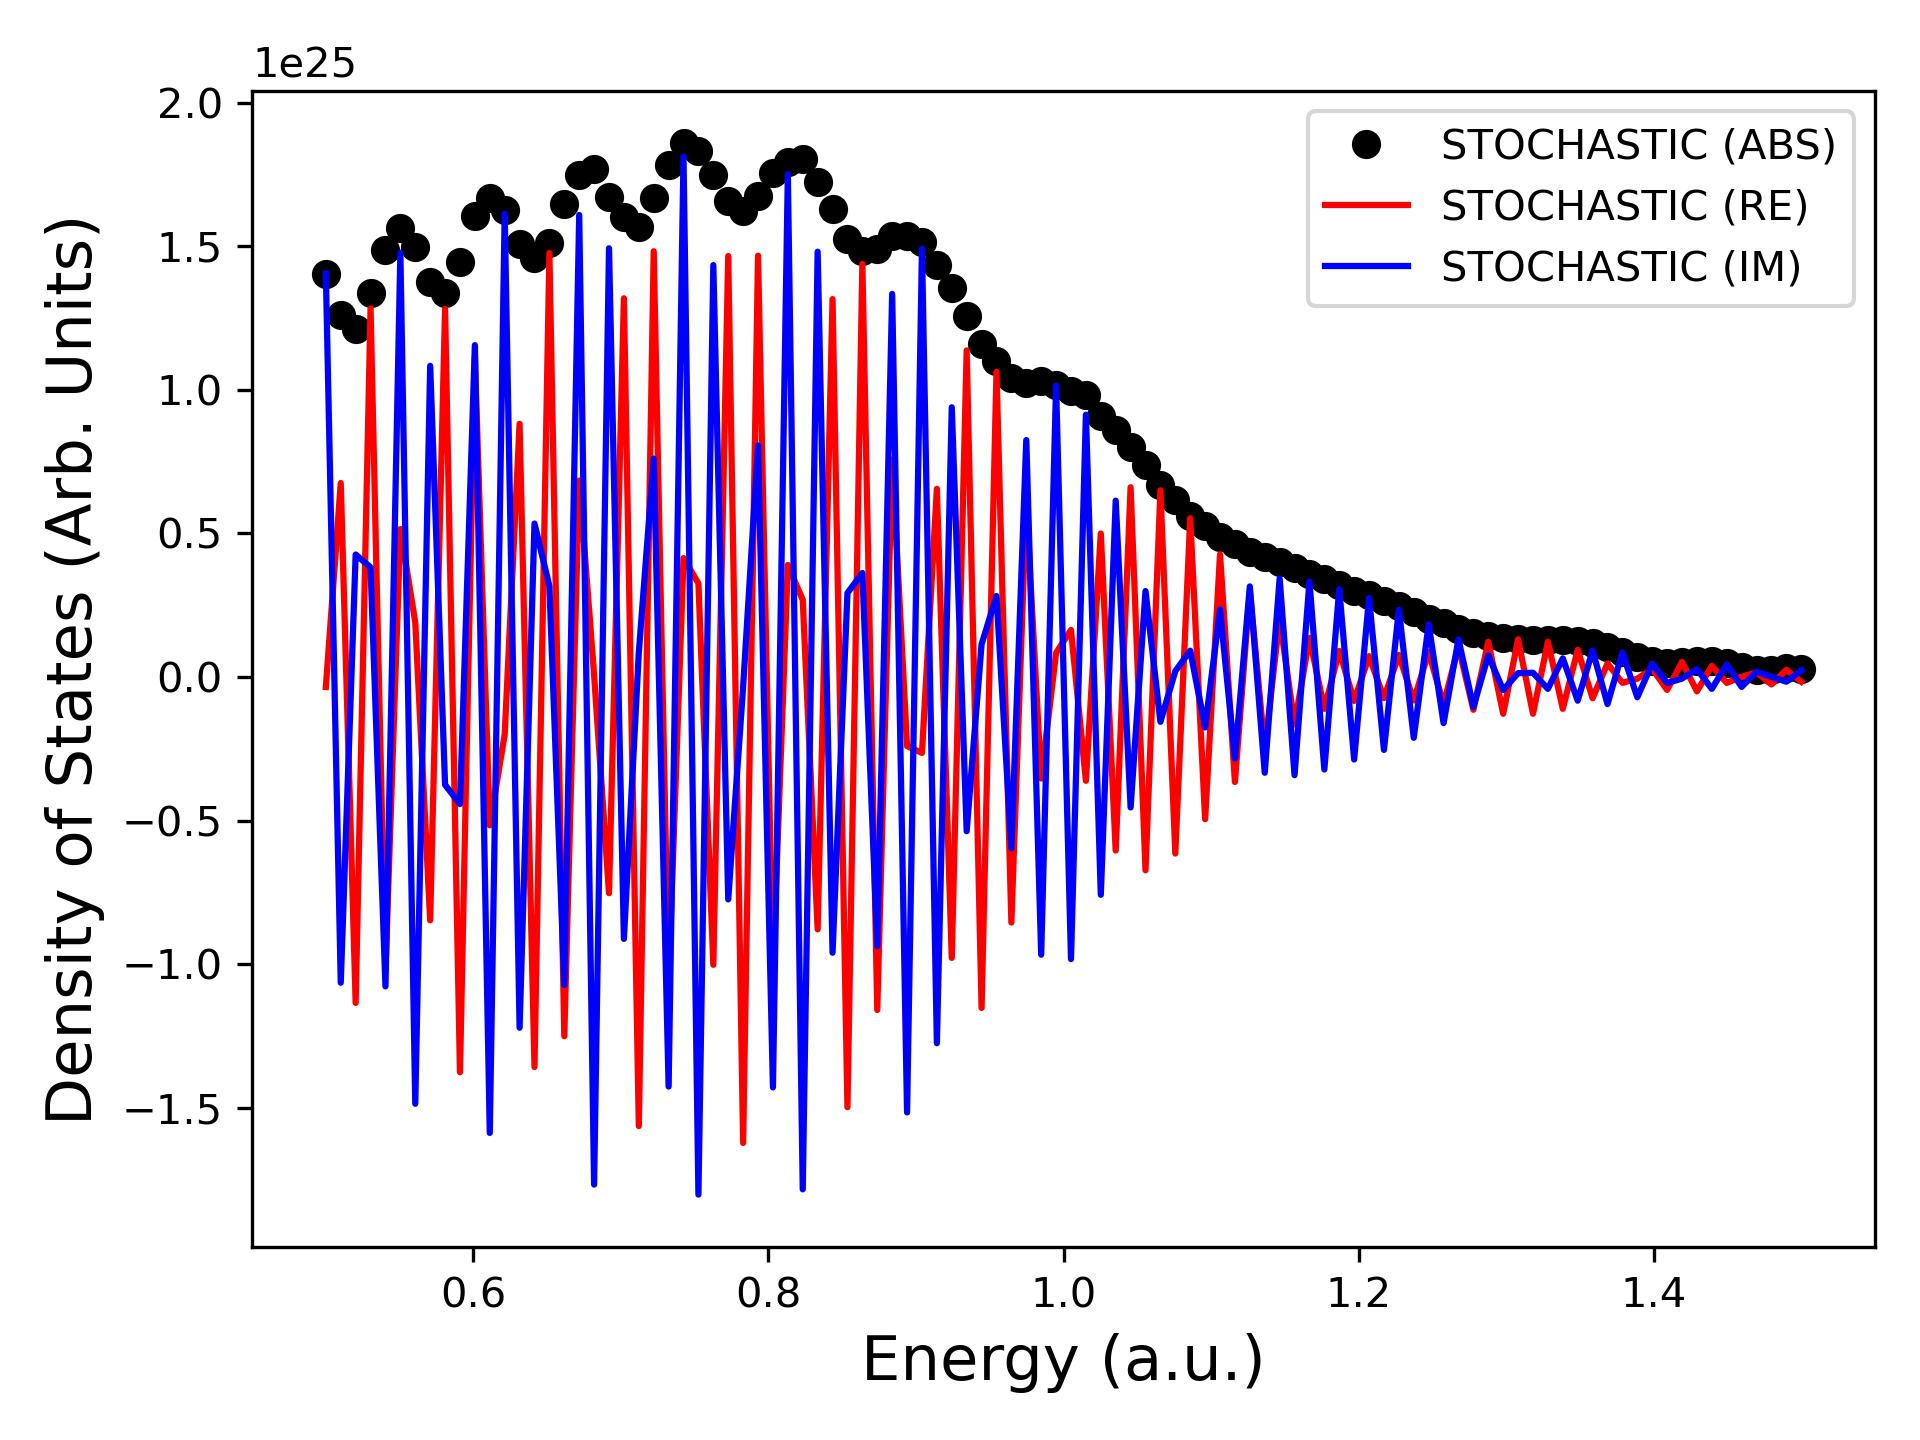 1e25
2.0
1.5
1.0
0.5
0.0
−0.5
−1.0
−1.5
Density of States (Arb. Units)
STOCHASTIC (ABS)
STOCHASTIC (RE)
STOCHASTIC (IM)
0.6 0.8 1.0 1.2 1.4
Energy (a.u.)